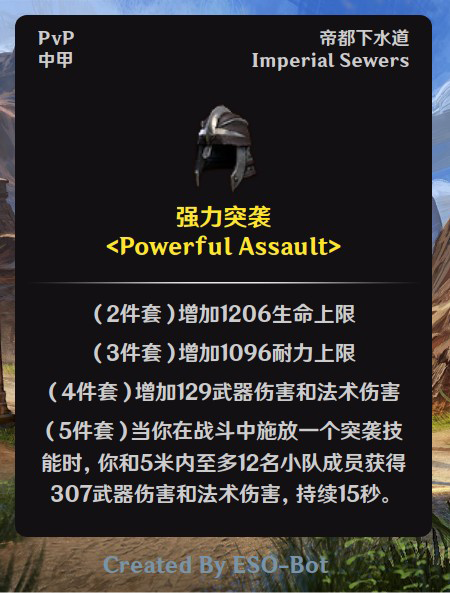 PvP
帝都下水道
中甲
Imperial Sewers
强力突袭
<Powerful Assault>
(2件套)增加1206生命上限
(3件套)增加1096耐力上限
(4件套)增加129武器伤害和法术伤害
(5件套)当你在战斗中施放一个突袭技
能时, 你和5米内至多12名小队成员获得
307武器伤害和法术伤害, 持续15秒。
Created By ESO-Bot